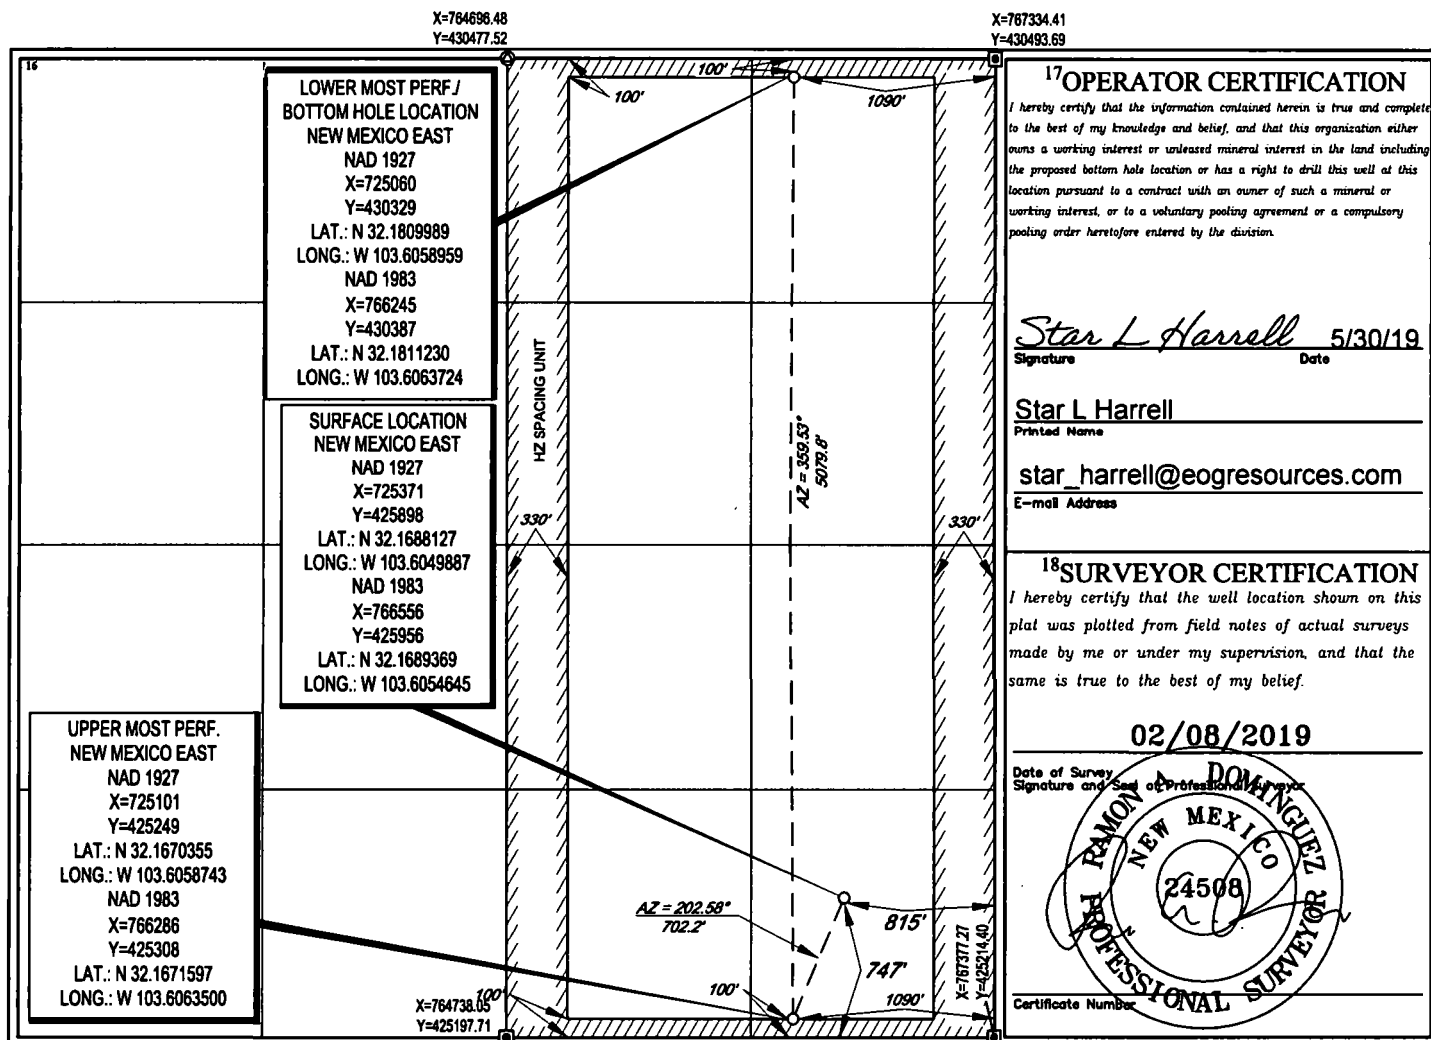 X=764696.48
Y=430477.52
X=767334.41
Y=430493.69
16
LOWER MOST PERF./
BOTTOM HOLE LOCATION
NEW MEXICO EAST
NAD 1927
X=725060
Y=430329
LAT.: N 32.1809989
LONG.: W 103.6058959
NAD 1983
X=766245
Y=430387
LAT.: N 32.1811230
LONG.: W 103.6063724
SURFACE LOCATION
NEW MEXICO EAST
NAD 1927
X=725371
Y=425898
LAT.: N 32.1688127
LONG.: W 103.6049887
NAD 1983
X=766556
Y=425956
LAT.: N 32.1689369
LONG.: W 103.6054645
UPPER MOST PERF.
NEW MEXICO EAST
NAD 1927
X=725101
Y=425249
LAT.: N 32.1670355
LONG.: W 103.6058743
NAD 1983
X=766286
Y=425308
LAT.: N 32.1671597
LONG.: W 103.6063500
100'
100'
1090'
HZ SPACING UNIT
AZ = 359.53°
5079.8'
330'
330'
AZ = 202.58°
702.2'
815'
747'
X=767377.27
Y=425214.40
100'
100'
1090'
X=764738.05
Y=425197.71
17OPERATOR CERTIFICATION
I hereby certify that the information contained herein is true and complete
to the best of my knowledge and belief, and that this organization either
owns a working interest or unleased mineral interest in the land including
the proposed bottom hole location or has a right to drill this well at this
location pursuant to a contract with an owner of such a mineral or
working interest, or to a voluntary pooling agreement or a compulsory
pooling order heretofore entered by the division.
Star L Harrell 5/30/19
Signature Date
Star L Harrell
Printed Name
star_harrell@eogresources.com
E-mail Address
18SURVEYOR CERTIFICATION
I hereby certify that the well location shown on this
plat was plotted from field notes of actual surveys
made by me or under my supervision, and that the
same is true to the best of my belief.
02/08/2019
Date of Survey
Signature and Seal of Professional Surveyor
RAMON A. DOMINGUEZ
NEW MEXICO
24508
PROFESSIONAL SURVEYOR
Certificate Number